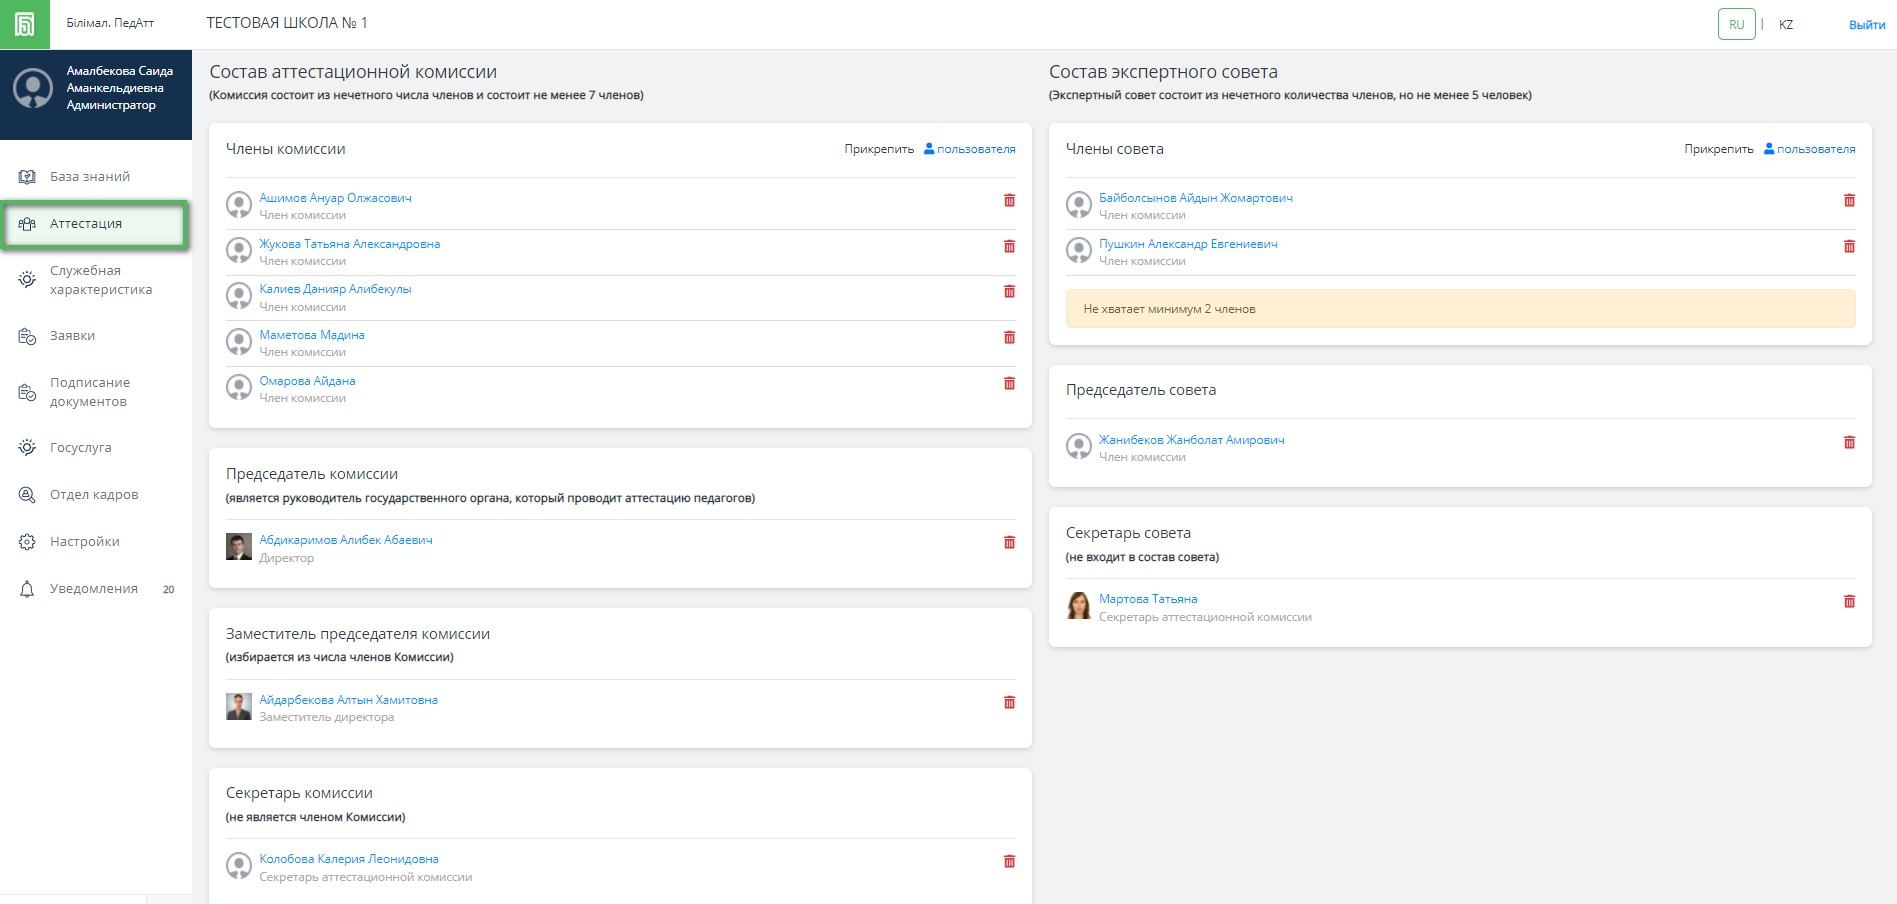 Білімал. ПедАтт
ТЕСТОВАЯ ШКОЛА № 1
RU | KZ
Выйти
Амалбекова Саида
Аманкельдиевна
Администратор
База знаний
Аттестация
Служебная
характеристика
Заявки
Подписание
документов
Госуслуга
Отдел кадров
Настройки
Уведомления 20
Состав аттестационной комиссии
(Комиссия состоит из нечетного числа членов и состоит не менее 7 членов)
Члены комиссии
Прикрепить пользователя
Ашимов Ануар Олжасович
Член комиссии
Жукова Татьяна Александровна
Член комиссии
Калиев Данияр Алибекулы
Член комиссии
Маметова Мадина
Член комиссии
Омарова Айдана
Член комиссии
Председатель комиссии
(является руководитель государственного органа, который проводит аттестацию педагогов)
Абдикаримов Алибек Абаевич
Директор
Заместитель председателя комиссии
(избирается из числа членов Комиссии)
Айдарбекова Алтын Хамитовна
Заместитель директора
Секретарь комиссии
(не является членом Комиссии)
Колобова Калерия Леонидовна
Секретарь аттестационной комиссии
Состав экспертного совета
(Экспертный совет состоит из нечетного количества членов, но не менее 5 человек)
Члены совета
Прикрепить пользователя
Байболсынов Айдын Жомартович
Член комиссии
Пушкин Александр Евгениевич
Член комиссии
Не хватает минимум 2 членов
Председатель совета
Жанибеков Жанболат Амирович
Член комиссии
Секретарь совета
(не входит в состав совета)
Мартова Татьяна
Секретарь аттестационной комиссии